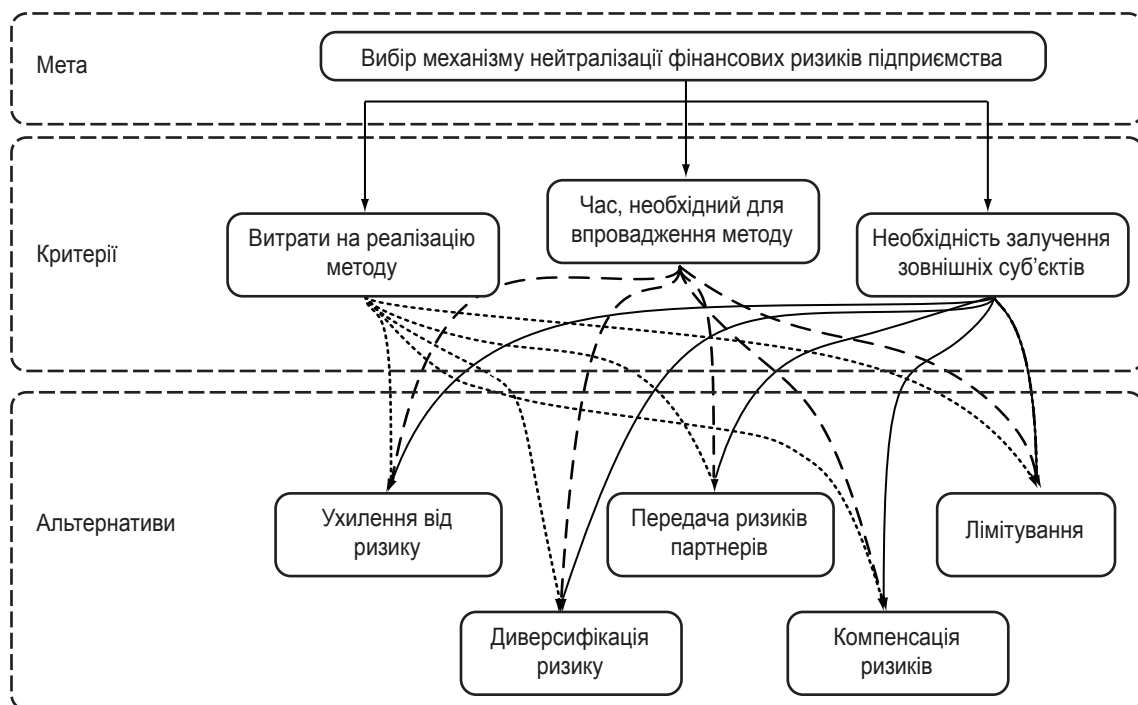 Мета
Вибір механізму нейтралізації фінансових ризиків підприємства
Критерії
Витрати на реалізацію
методу
Час, необхідний для
впровадження методу
Необхідність залучення
зовнішніх суб’єктів
Альтернативи
Ухилення від
ризику
Передача ризиків
партнерів
Лімітування
Диверсифікація
ризику
Компенсація
ризиків